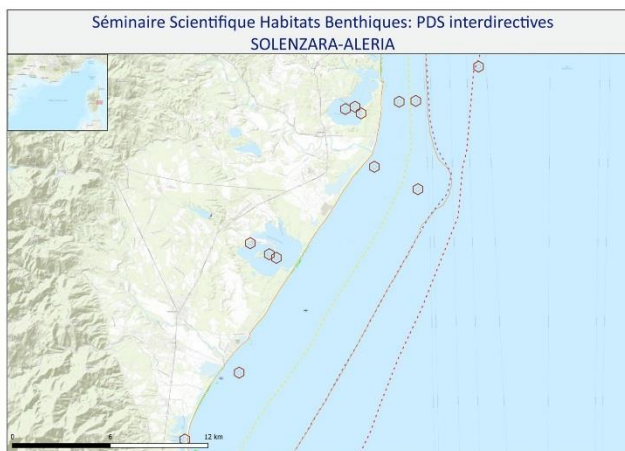 Séminaire Scientifique Habitats Benthiques: PDS interdirectives
SOLENZARA-ALERIA
0 6 12 km